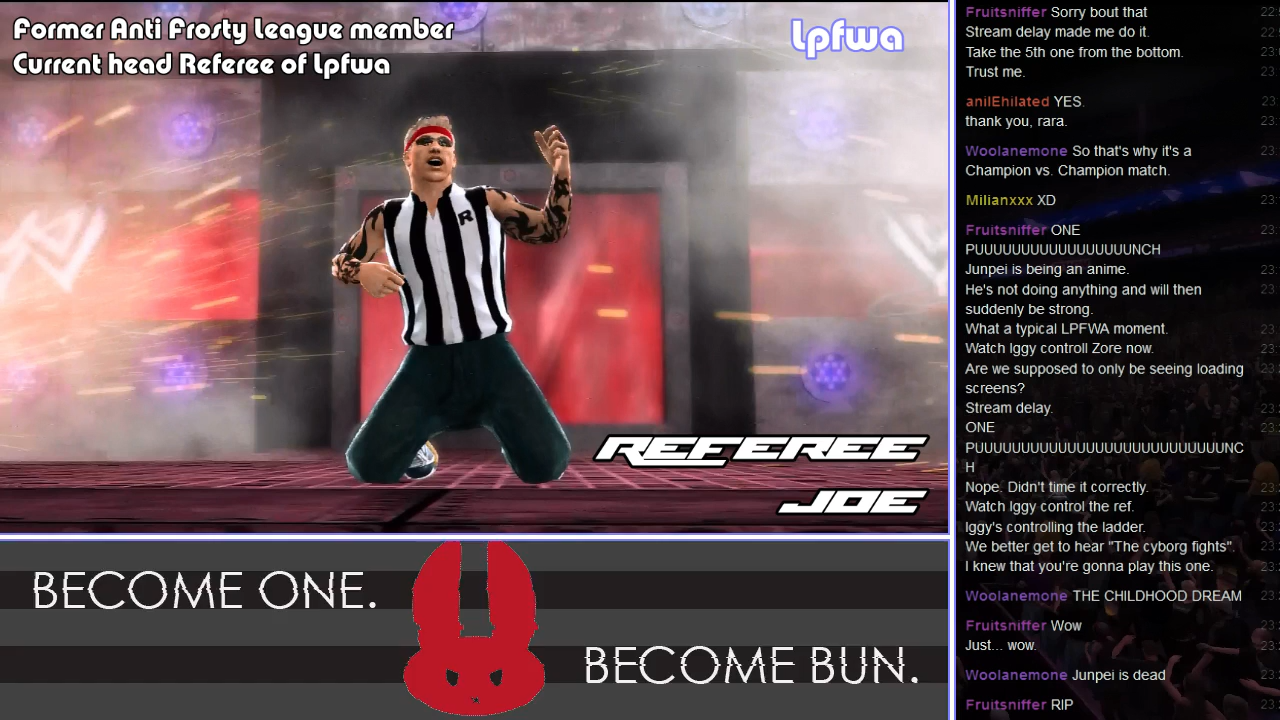 Former Anti Frosty League member
Current head Referee of Lpfwa
Lpfwa
R
REFEREE
JOE
BECOME ONE.
BECOME BUN.
Fruitsniffer Sorry bout that
Stream delay made me do it.
Take the 5th one from the bottom.
Trust me.
anilEhilated YES.
thank you, rara.
Woolanemone So that's why it's a
Champion vs. Champion match.
Milianxxx XD
Fruitsniffer ONE
PUUUUUUUUUUUUUUUUUNCH
Junpei is being an anime.
He's not doing anything and will then
suddenly be strong.
What a typical LPFWA moment.
Watch Iggy controll Zore now.
Are we supposed to only be seeing loading
screens?
Stream delay.
ONE
PUUUUUUUUUUUUUUUUUUUUUUUUUUNC
H
Nope. Didn't time it correctly.
Watch Iggy control the ref.
Iggy's controlling the ladder.
We better get to hear "The cyborg fights".
I knew that you're gonna play this one.
Woolanemone THE CHILDHOOD DREAM
Fruitsniffer Wow
Just... wow.
Woolanemone Junpei is dead
Fruitsniffer RIP